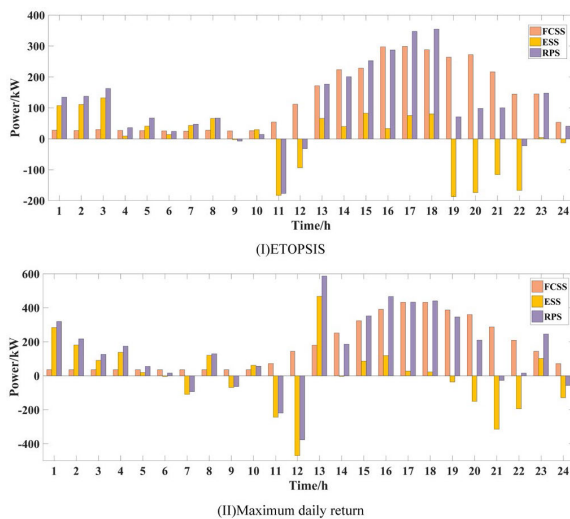 400
300
200
100
0
-100
-200
Power/kW
FCSS
ESS
RPS
1 2 3 4 5 6 7 8 9 10 11 12 13 14 15 16 17 18 19 20 21 22 23 24
Time/h
(I)ETOPSIS
600
400
200
0
-200
-400
Power/kW
FCSS
ESS
RPS
1 2 3 4 5 6 7 8 9 10 11 12 13 14 15 16 17 18 19 20 21 22 23 24
Time/h
(II)Maximum daily return